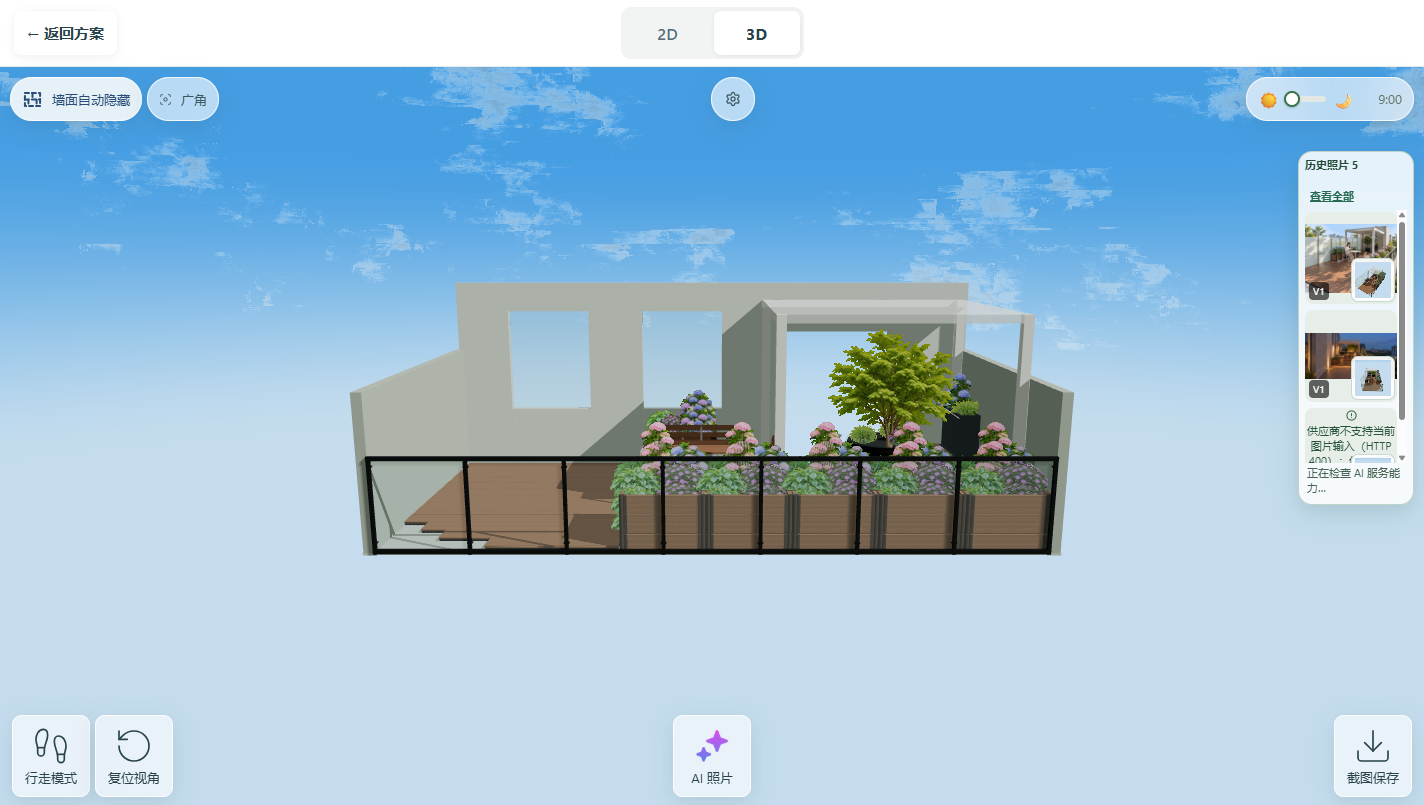 ← 返回方案
2D
3D
墙面自动隐藏
广角
9:00
历史照片 5
查看全部
V1
V1
供应商不支持当前
图片输入（HTTP
正在检查 AI 服务能
力...
行走模式
复位视角
AI 照片
截图保存